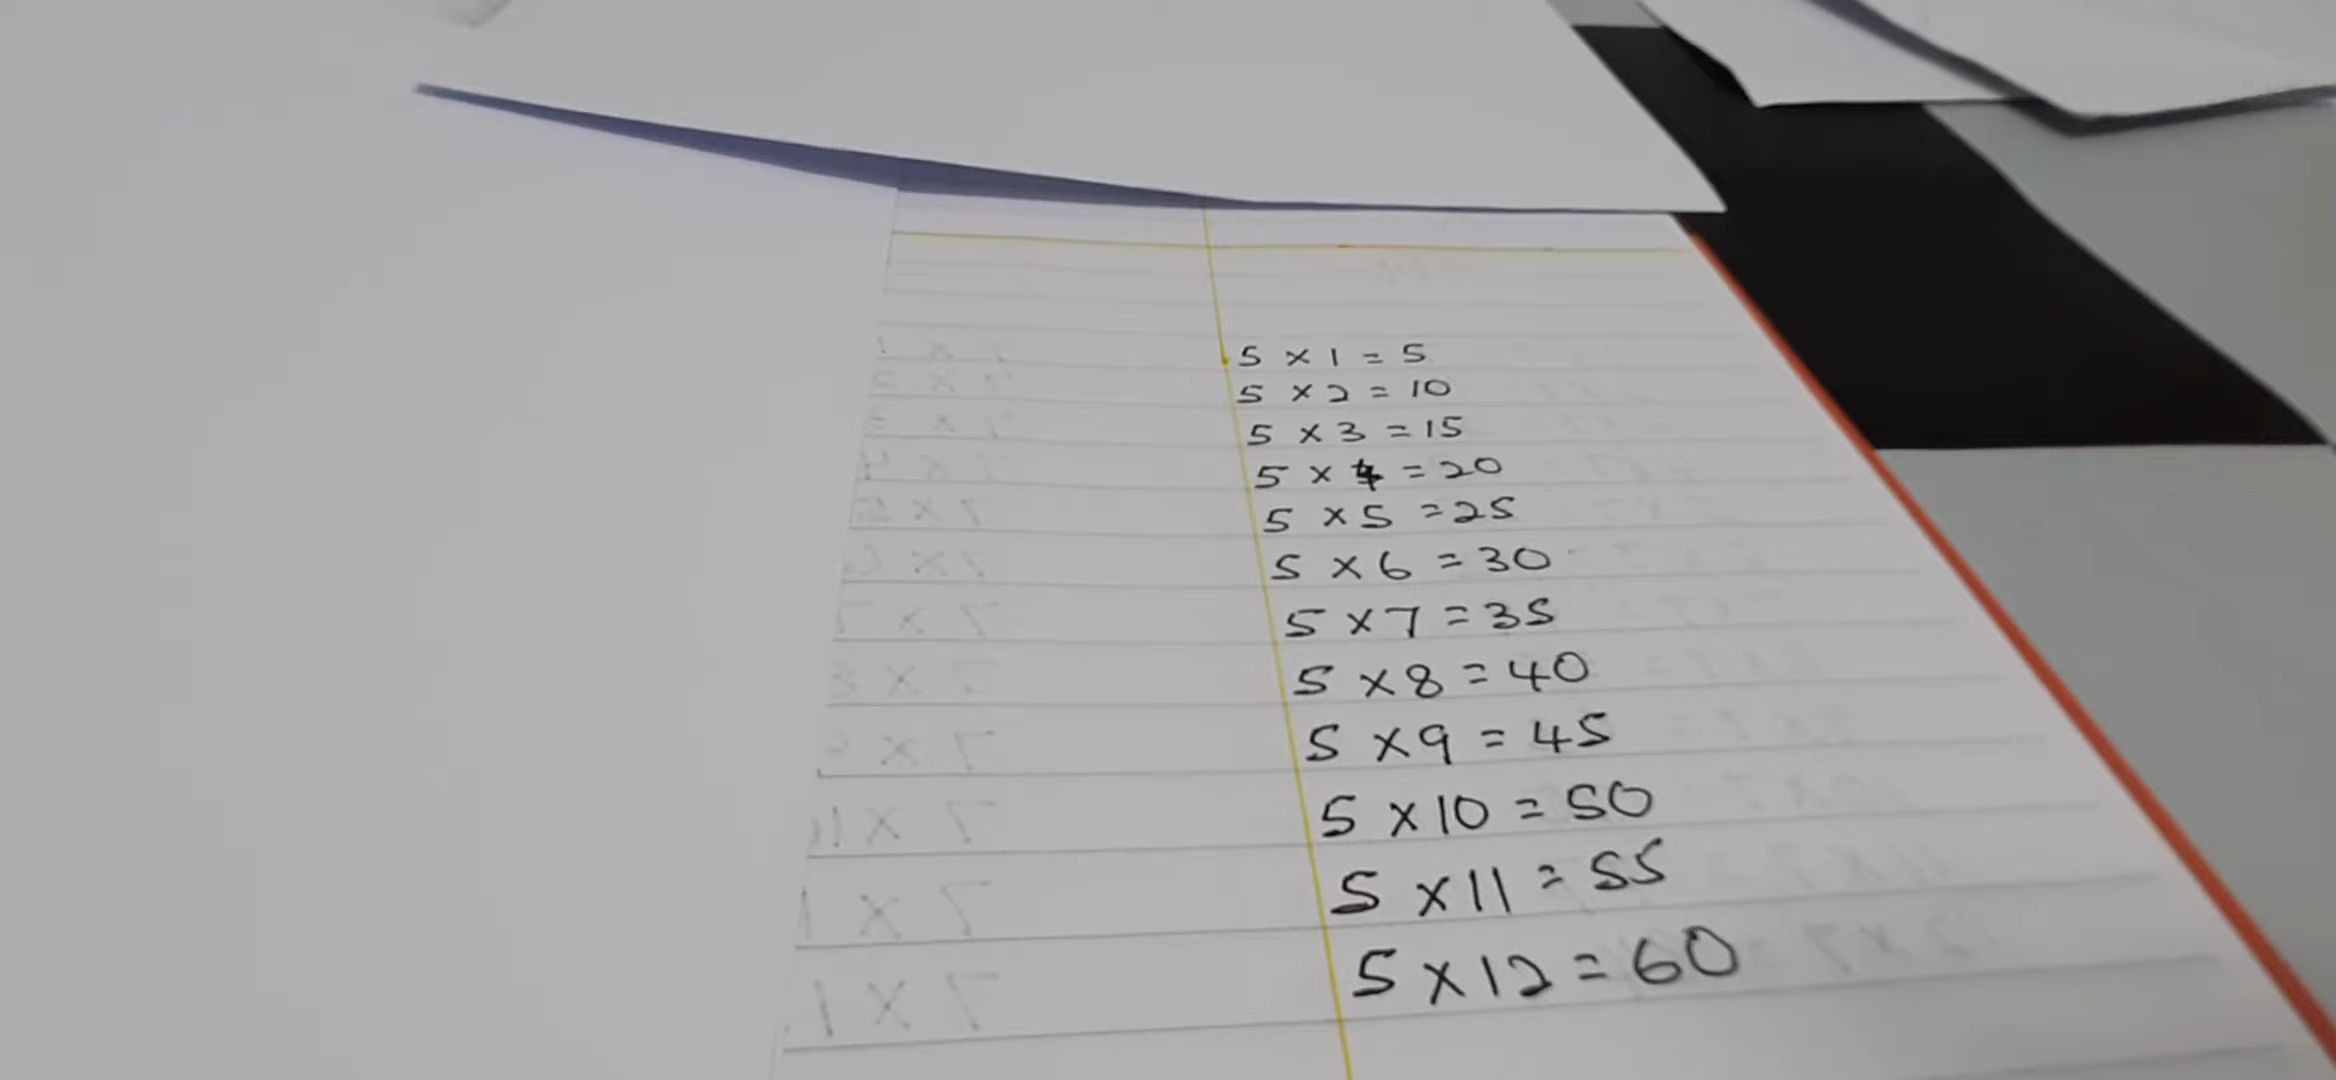 5 x 1 = 5
5 x 2 = 10
5 x 3 = 15
5 x 4 = 20
5 x 5 = 25
5 x 6 = 30
5 x 7 = 35
5 x 8 = 40
5 x 9 = 45
5 x 10 = 50
5 x 11 = 55
5 x 12 = 60